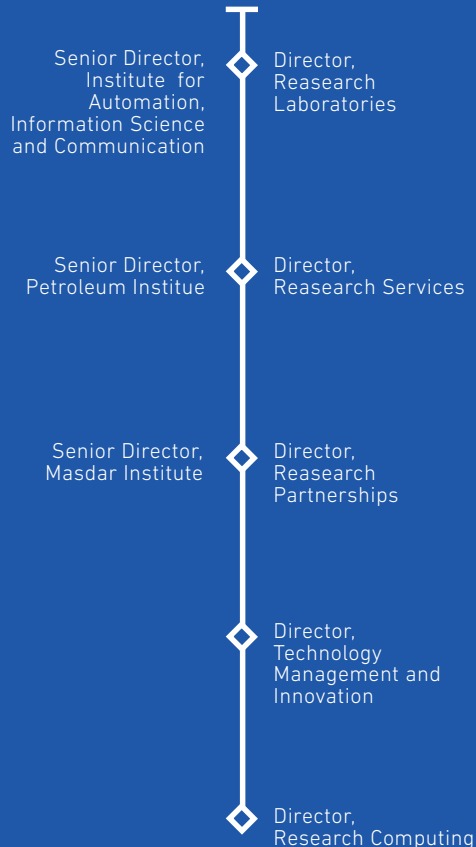 Senior Director,
Institute for
Automation,
Information Science
and Communication
Director,
Reasearch
Laboratories
Senior Director,
Petroleum Institue
Director,
Reasearch Services
Senior Director,
Masdar Institute
Director,
Reasearch
Partnerships
Director,
Technology
Management and
Innovation
Director,
Research Computing